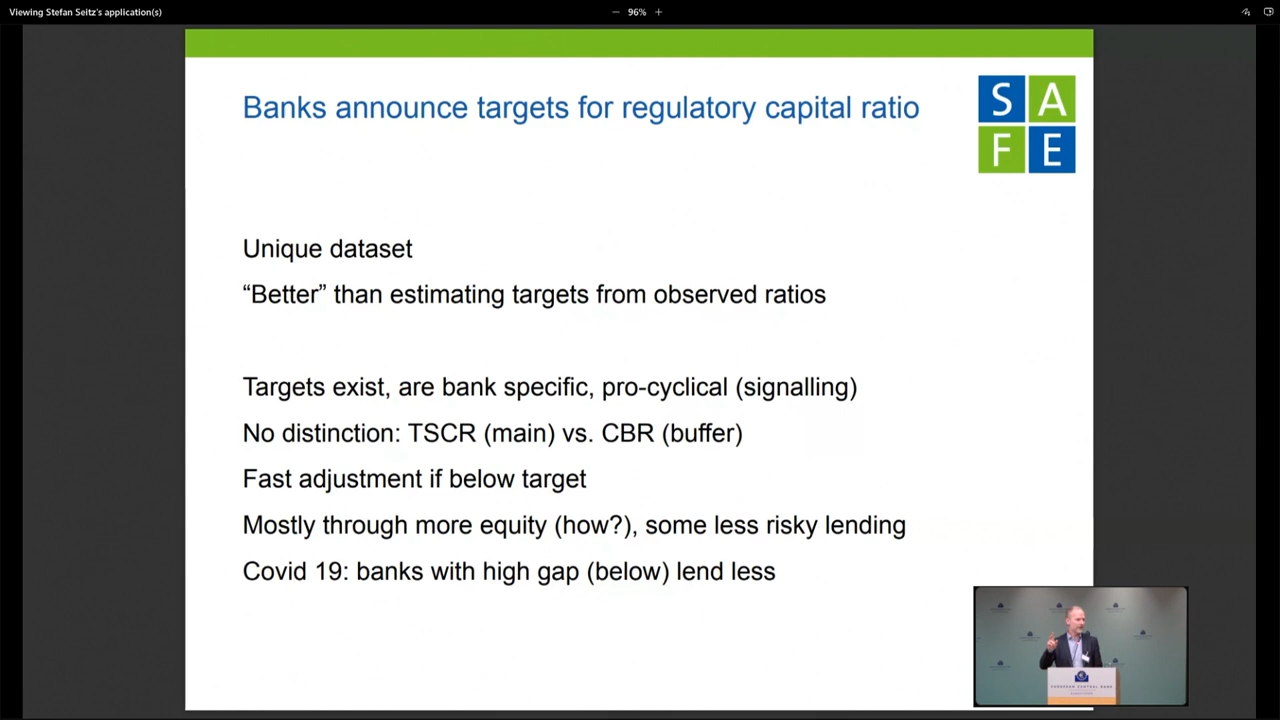 Viewing Stefan Seitz's application(s)
96%
Banks announce targets for regulatory capital ratio
S A
F E
Unique dataset
“Better” than estimating targets from observed ratios
Targets exist, are bank specific, pro-cyclical (signalling)
No distinction: TSCR (main) vs. CBR (buffer)
Fast adjustment if below target
Mostly through more equity (how?), some less risky lending
Covid 19: banks with high gap (below) lend less
EUROPEAN CENTRAL BANK